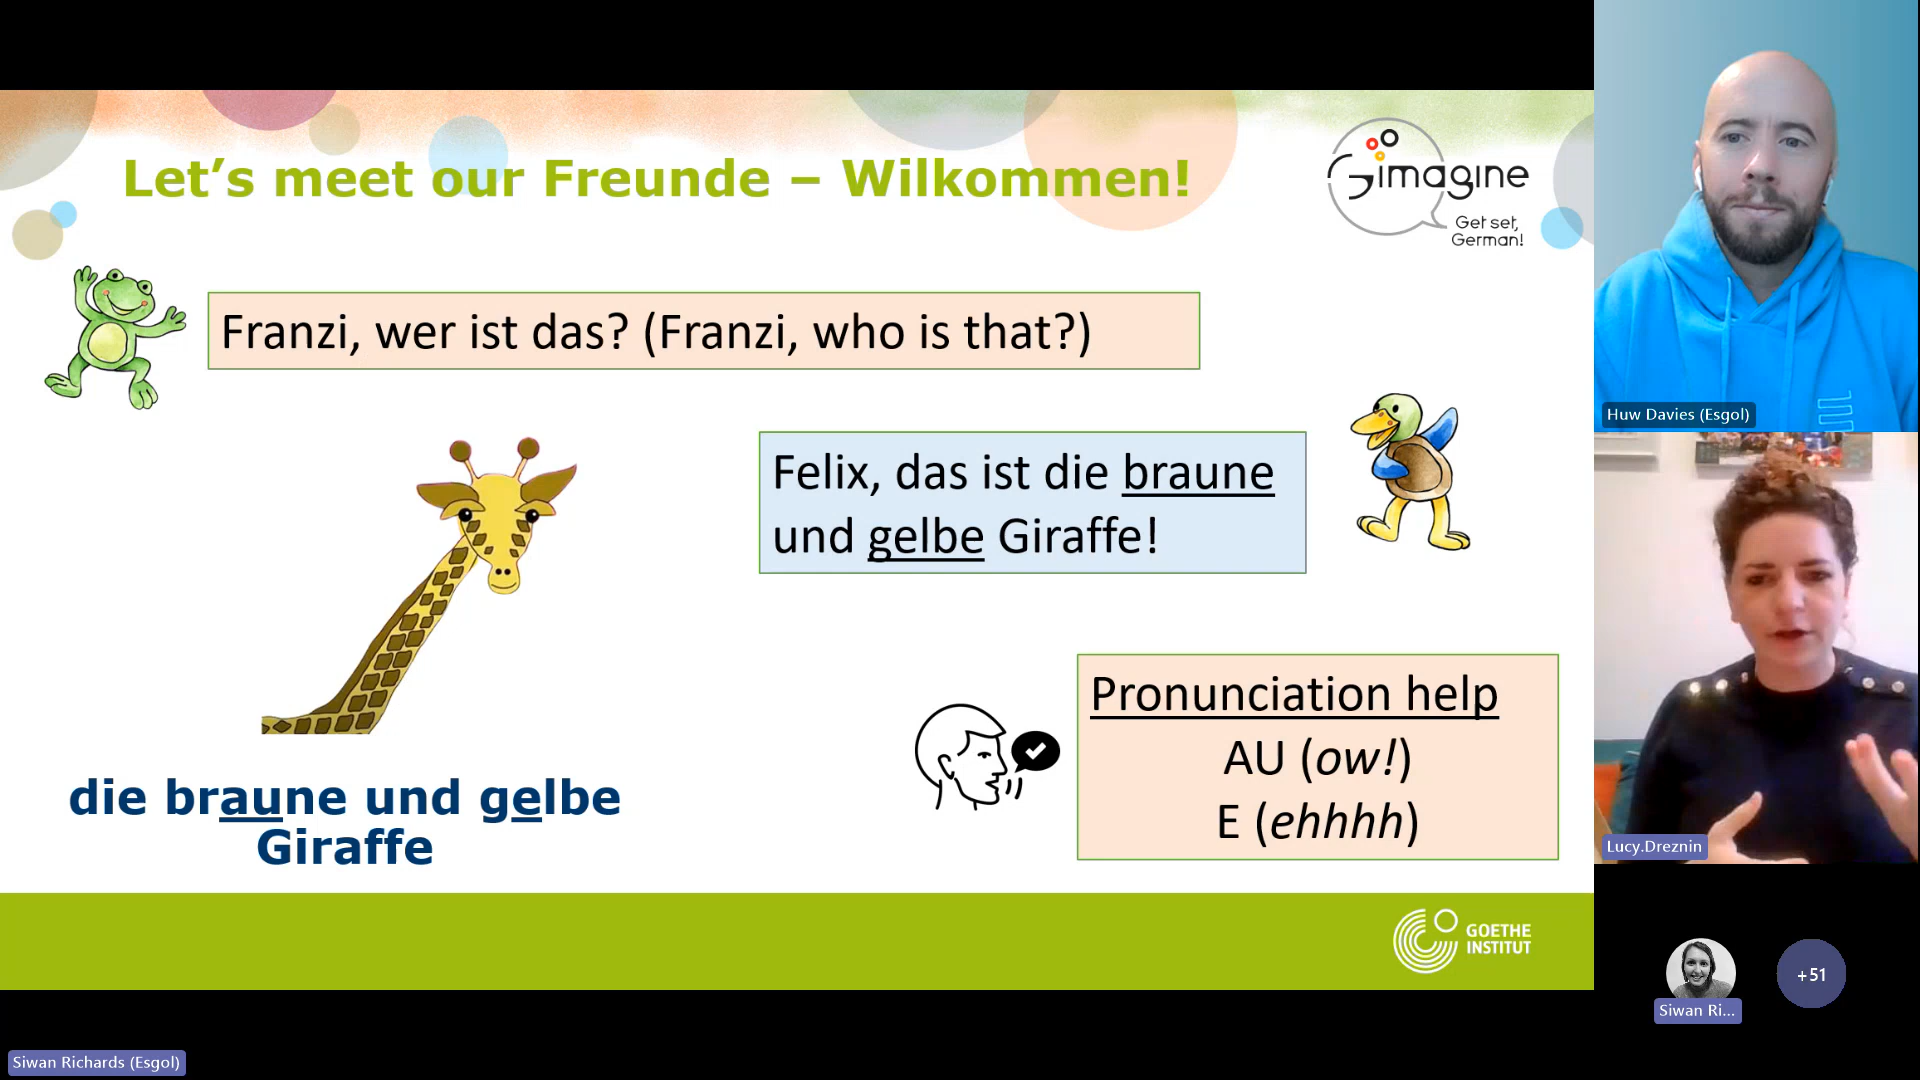 Let's meet our Freunde – Wilkommen!
Gimagine
Get set,
German!
Franzi, wer ist das? (Franzi, who is that?)
Felix, das ist die braune
und gelbe Giraffe!
Pronunciation help
AU (ow!)
E (ehhhh)
die braune und gelbe
Giraffe
GOETHE
INSTITUT
Huw Davies (Esgol)
Lucy.Dreznin
Siwan Ri...
+51
Siwan Richards (Esgol)